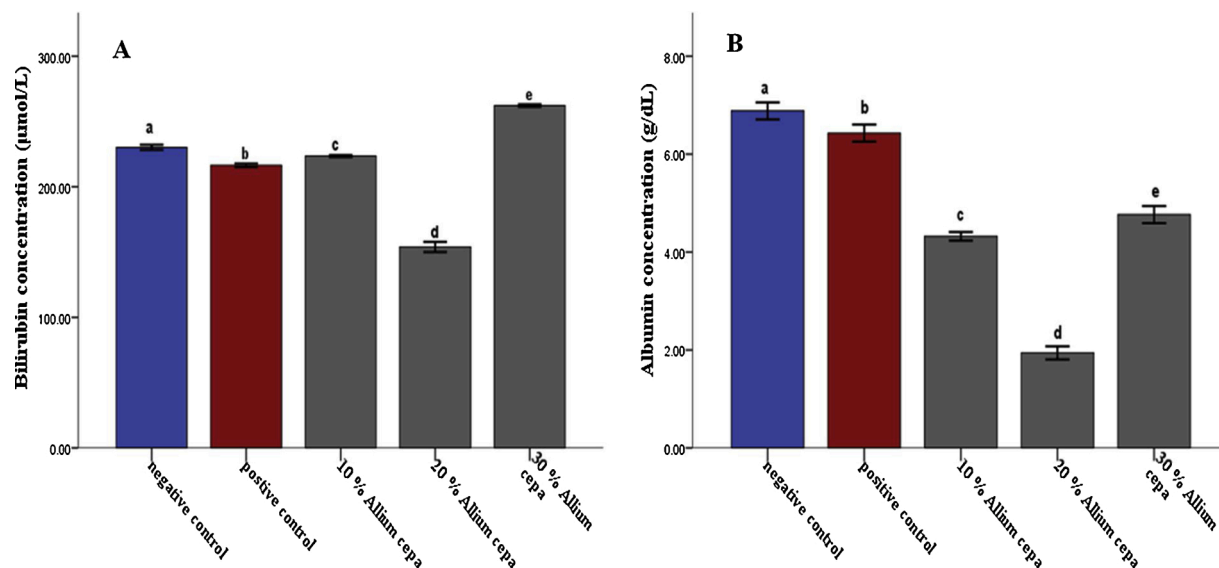 A
Bilirubin concentration (µmol/L)
300.00
200.00
100.00
0.00
a
b
c
d
e
negative control
postive control
10 % Allium cepa
20 % Allium cepa
30 % Allium
cepa
B
Albumin concentration (g/dL)
8.00
6.00
4.00
2.00
0.00
a
b
c
d
e
negative control
positive control
10 % Allium cepa
20 % Allium cepa
30 % Allium
cepa